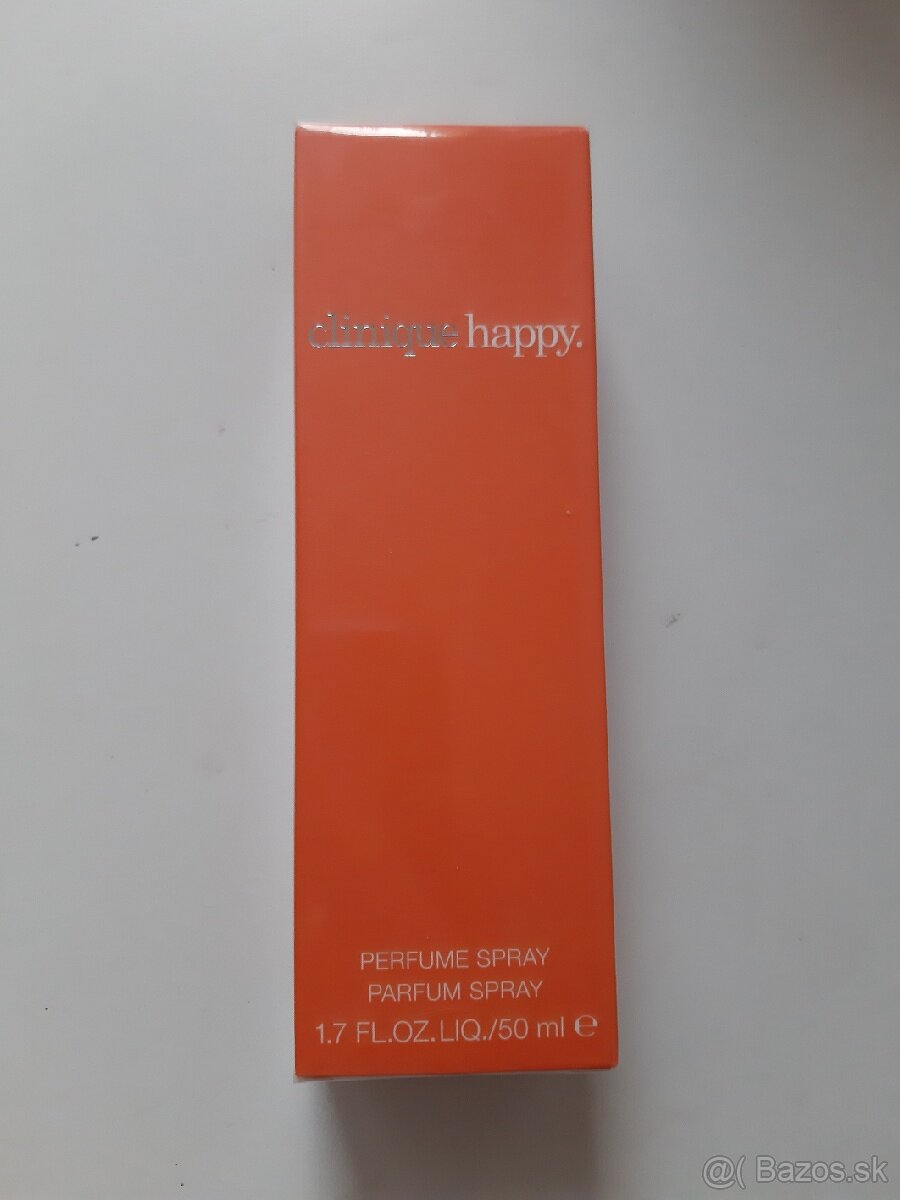 clinique happy.
PERFUME SPRAY
PARFUM SPRAY
1.7 FL.OZ.LIQ./50 ml ℮
@( Bazos.sk